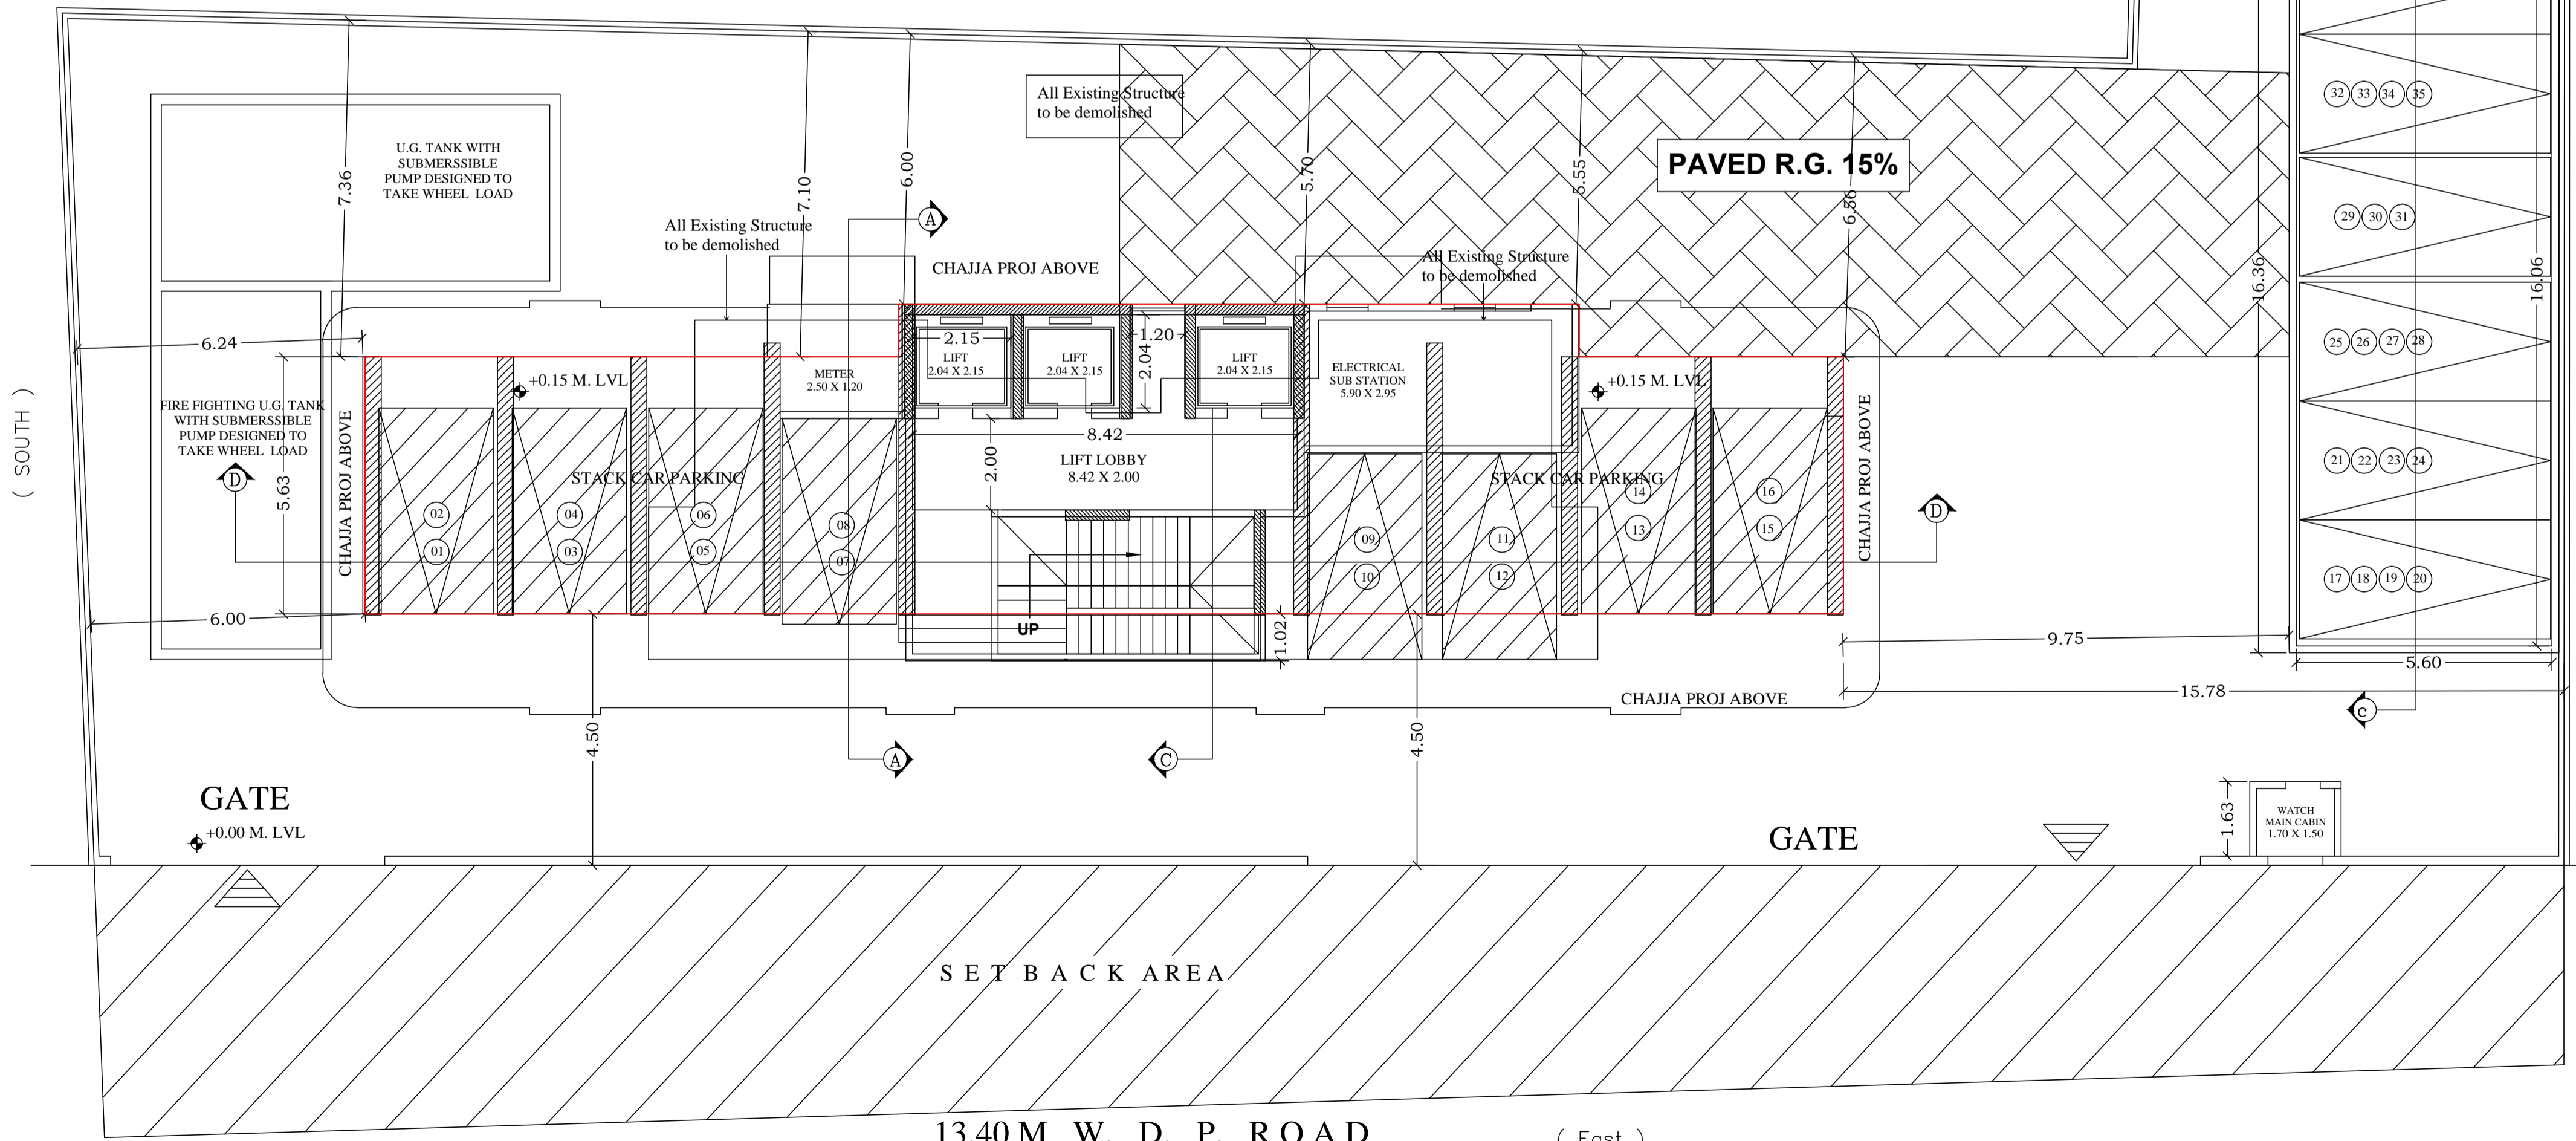 All Existing Structure
to be demolished
U.G. TANK WITH
SUBMERSSIBLE
PUMP DESIGNED TO
TAKE WHEEL LOAD
7.36
7.10
6.00
5.70
5.55
6.56
PAVED R.G. 15%
32 33 34 35
29 30 31
16.36
16.06
25 26 27 28
21 22 23 24
17 18 19 20
All Existing Structure
to be demolished
A
CHAJJA PROJ ABOVE
All Existing Structure
to be demolished
( SOUTH )
6.24
5.63
6.00
FIRE FIGHTING U.G. TANK
WITH SUBMERSSIBLE
PUMP DESIGNED TO
TAKE WHEEL LOAD
D
CHAJJA PROJ ABOVE
+0.15 M. LVL
METER
2.50 X 1.20
2.15
LIFT
2.04 X 2.15
LIFT
2.04 X 2.15
1.20
2.04
LIFT
2.04 X 2.15
ELECTRICAL
SUB STATION
5.90 X 2.95
+0.15 M. LVL
CHAJJA PROJ ABOVE
8.42
LIFT LOBBY
8.42 X 2.00
2.00
STACK CAR PARKING
STACK CAR PARKING
02
01
04
03
06
05
08
07
09
10
11
12
14
13
16
15
D
UP
1.02
9.75
5.60
15.78
CHAJJA PROJ ABOVE
c
4.50
4.50
A
C
GATE
+0.00 M. LVL
GATE
1.63
WATCH
MAIN CABIN
1.70 X 1.50
SET BACK AREA
13.40 M W. D. P. ROAD
( East )